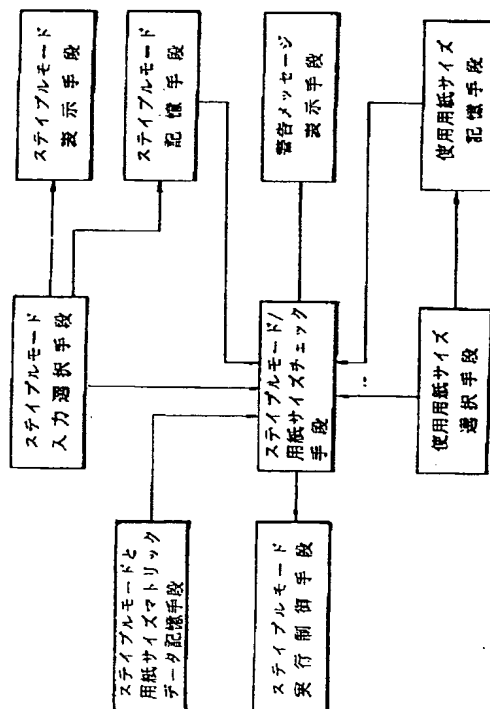 ステイプルモード
表示手段
ステイプルモード
入力選択手段
ステイプルモード
記憶手段
ステイプルモードと
用紙サイズマトリック
データ記憶手段
ステイプルモード/
用紙サイズチェック
手段
警告メッセージ
表示手段
ステイプルモード
実行制御手段
使用用紙サイズ
選択手段
使用用紙サイズ
記憶手段